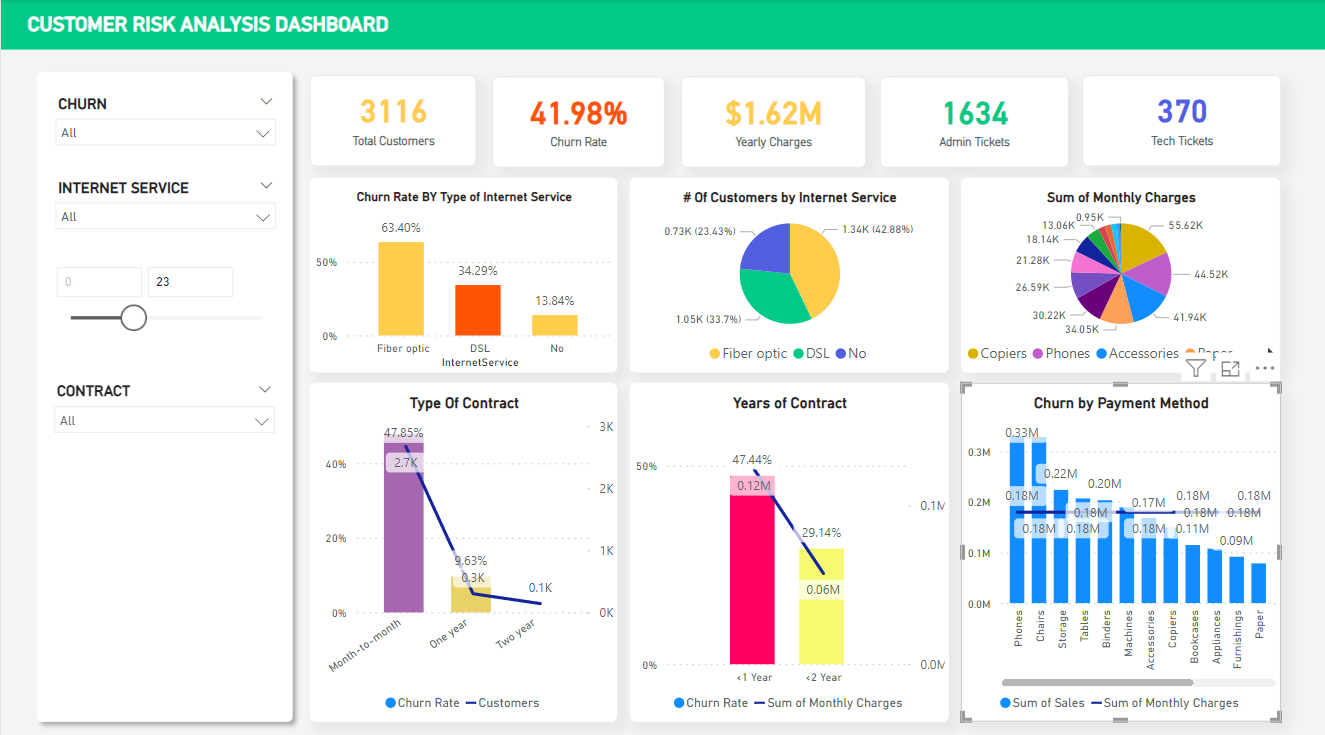 CUSTOMER RISK ANALYSIS DASHBOARD
CHURN
All
INTERNET SERVICE
All
0
23
CONTRACT
All
3116
Total Customers
41.98%
Churn Rate
$1.62M
Yearly Charges
1634
Admin Tickets
370
Tech Tickets
Churn Rate BY Type of Internet Service
63.40%
50%
34.29%
13.84%
0%
Fiber optic DSL No
InternetService
# Of Customers by Internet Service
0.73K (23.43%)
1.34K (42.88%)
1.05K (33.7%)
Fiber optic DSL No
Sum of Monthly Charges
0.95K
13.06K
55.62K
18.14K
21.28K
44.52K
26.59K
30.22K
41.94K
34.05K
Copiers Phones Accessories Paper
Type Of Contract
47.85%
3K
40%
2.7K
2K
20%
1K
9.63%
0.3K
0.1K
0%
0K
Month-to-month One year Two year
Churn Rate Customers
Years of Contract
50%
47.44%
0.12M
0.1M
29.14%
0.06M
0%
0.0M
<1 Year <2 Year
Churn Rate Sum of Monthly Charges
Churn by Payment Method
0.33M
0.3M
0.22M
0.20M
0.2M
0.18M
0.17M 0.18M 0.18M
0.18M 0.18M 0.18M
0.18M 0.18M 0.18M 0.11M
0.1M
0.09M
0.0M
Phones Chairs Storage Tables Binders Machines Accessories Copiers Bookcases Appliances Furnishings Paper
Sum of Sales Sum of Monthly Charges